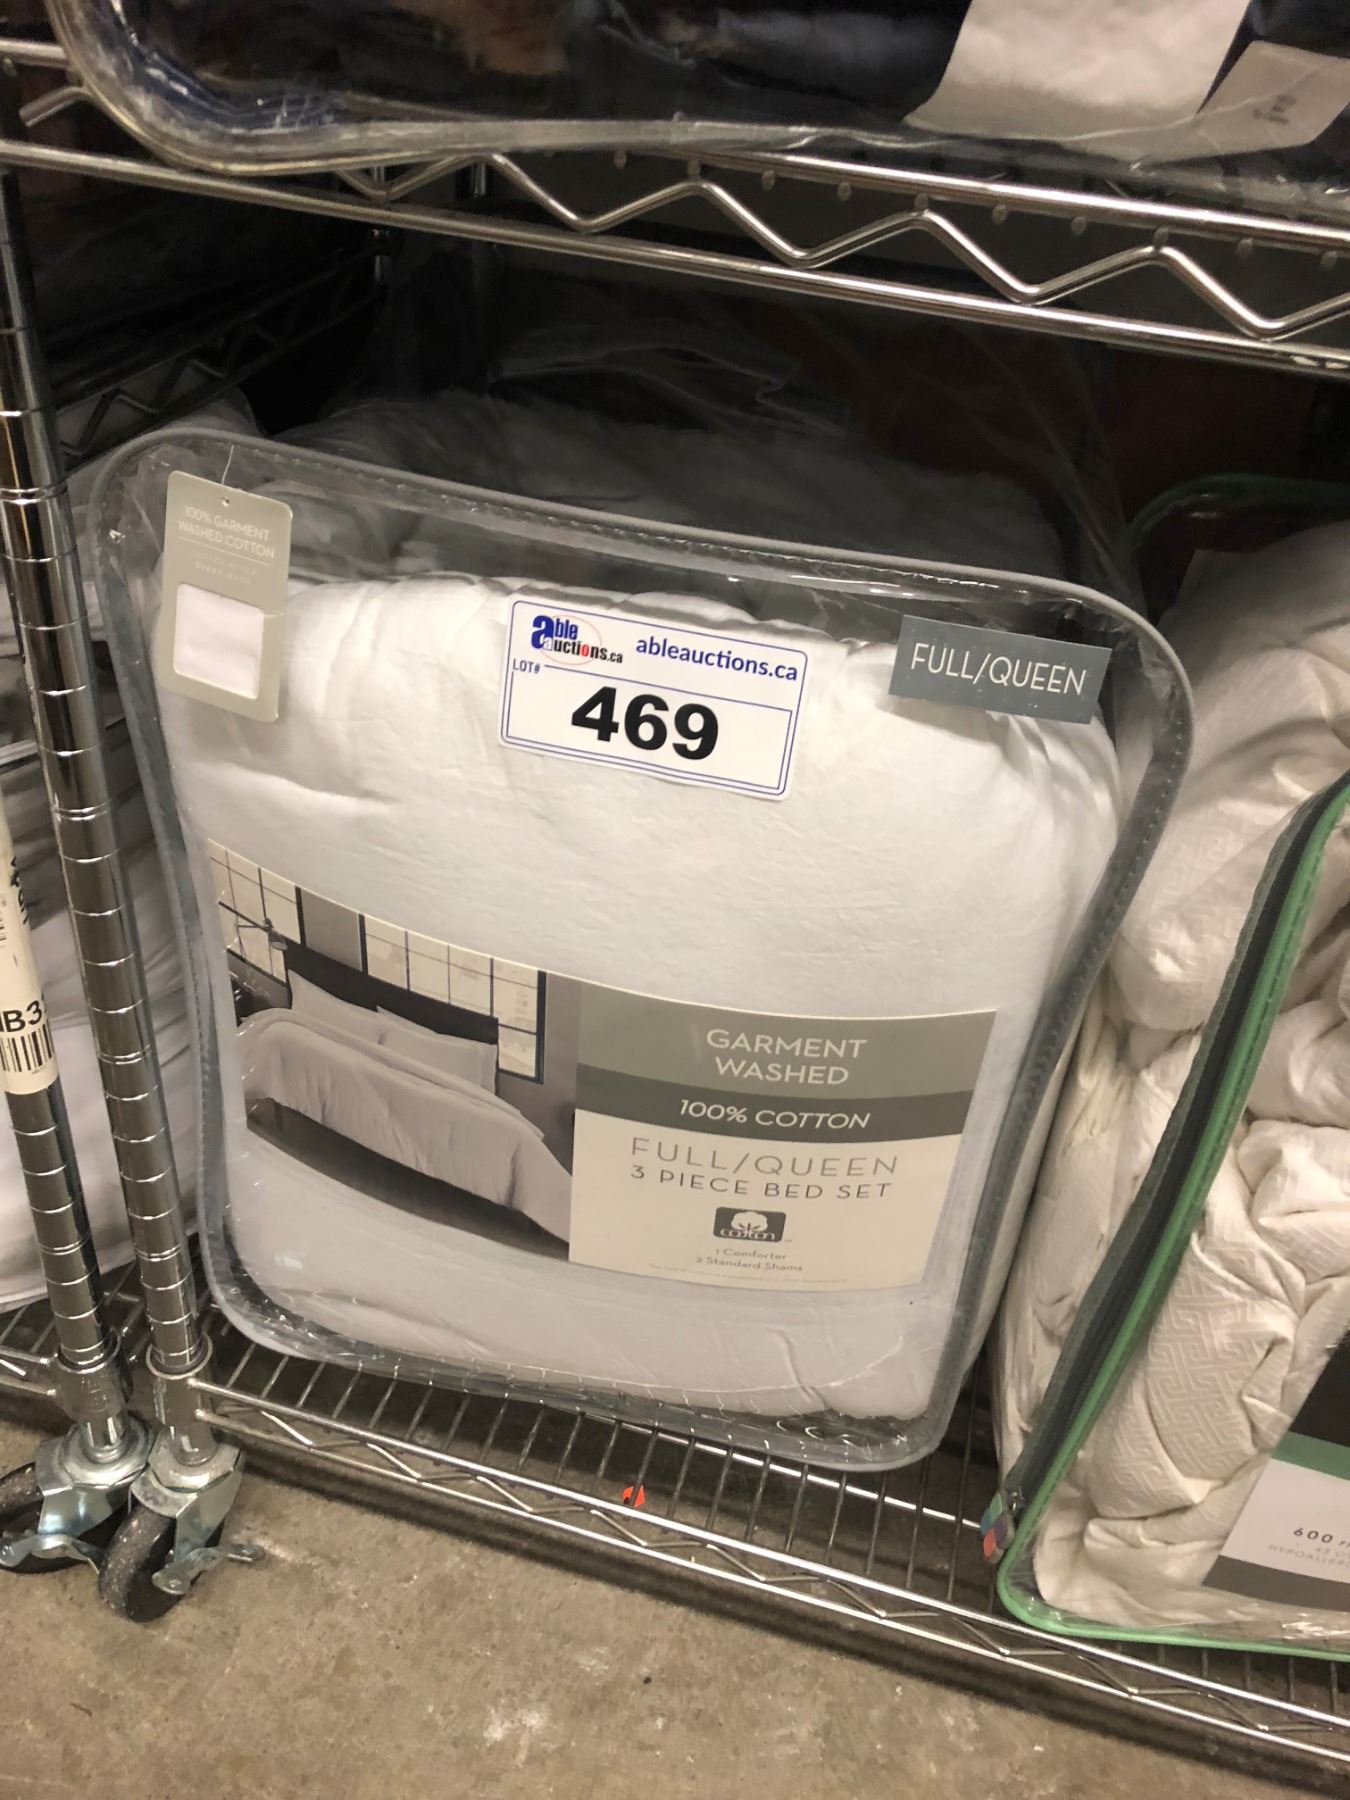 100% GARMENT
WASHED COTTON
able
auctions.ca
ableauctions.ca
LOT#
469
FULL/QUEEN
GARMENT
WASHED
100% COTTON
FULL/QUEEN
3 PIECE BED SET
cotton
1 Comforter
2 Standard Shams
B3
600